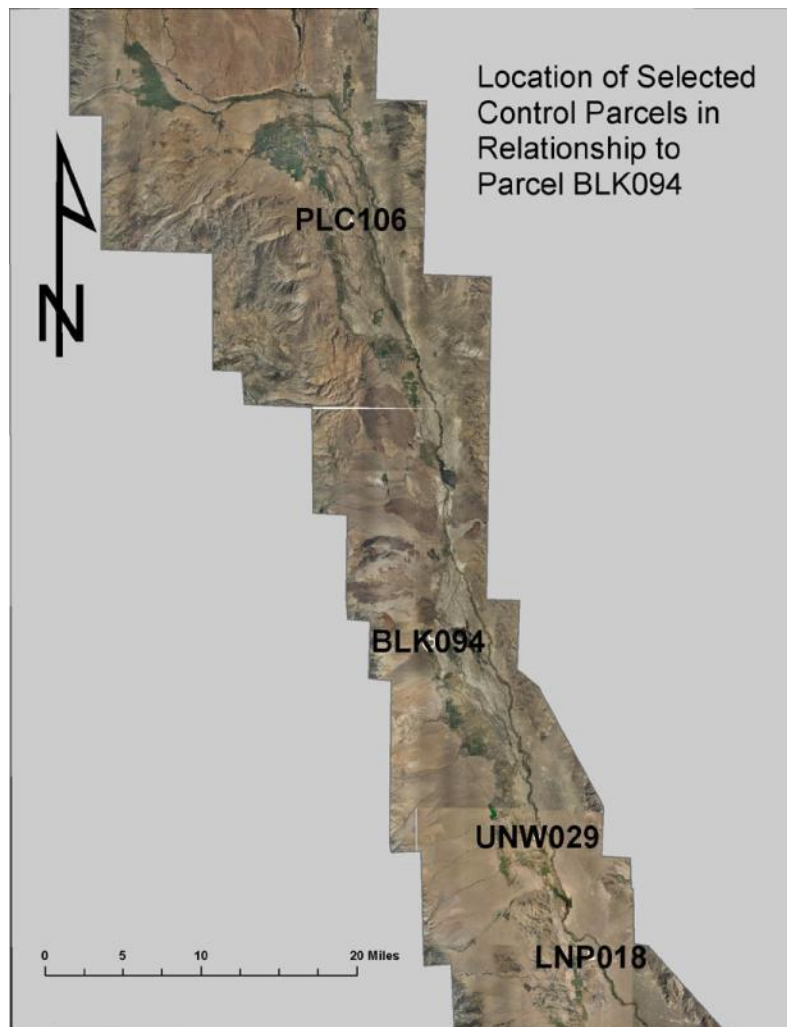 Location of Selected
Control Parcels in
Relationship to
Parcel BLK094
PLC106
N
BLK094
UNW029
LNP018
0 5 10 20 Miles